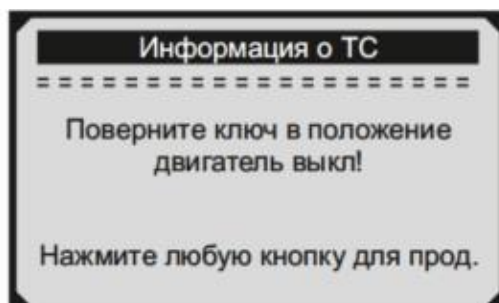 Информация о ТС
= = = = = = = = = = = = = = = = = = = = = = =
Поверните ключ в положение
двигатель выкл!
Нажмите любую кнопку для прод.